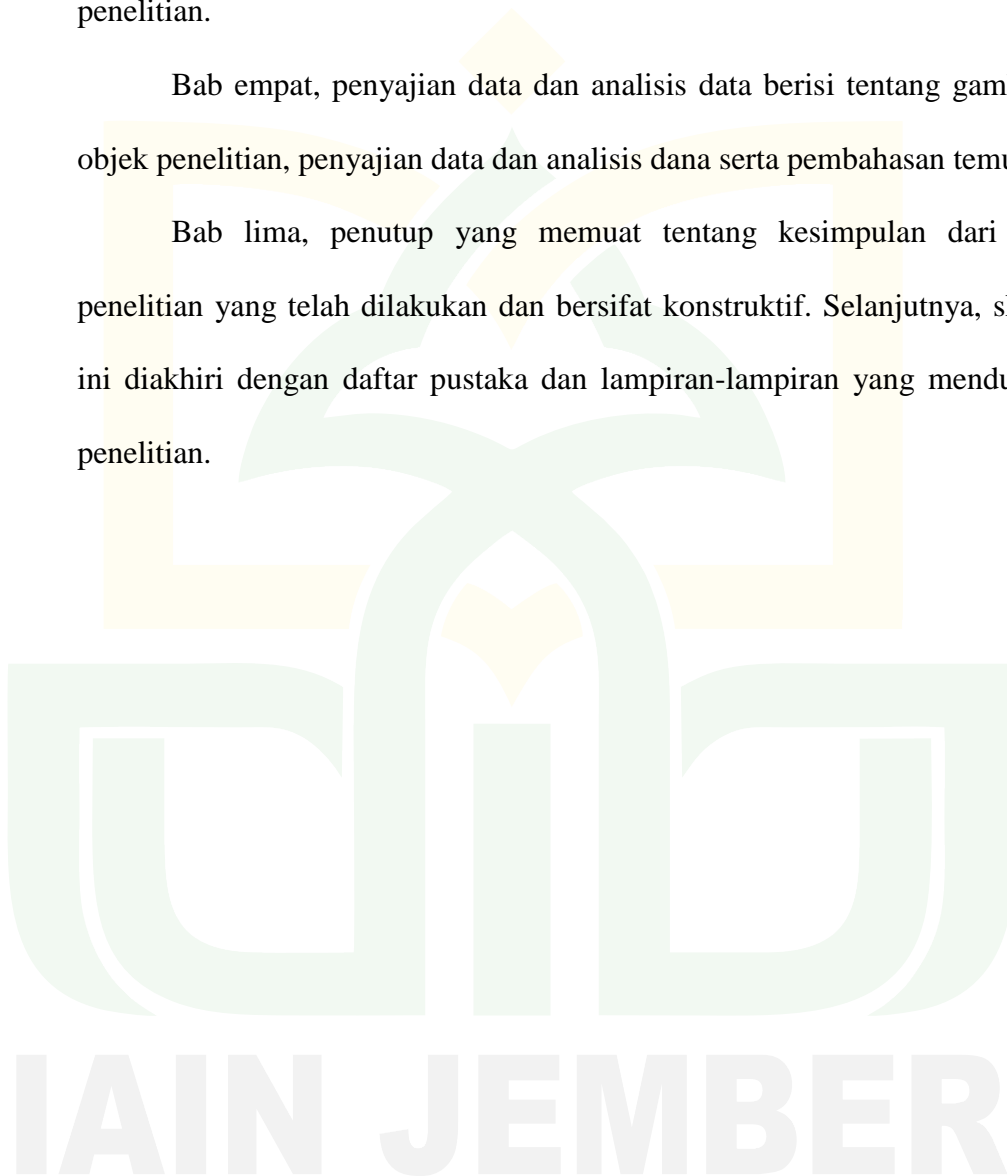 penelitian.
Bab empat, penyajian data dan analisis data berisi tentang gam
objek penelitian, penyajian data dan analisis dana serta pembahasan temu
Bab lima, penutup yang memuat tentang kesimpulan dari
penelitian yang telah dilakukan dan bersifat konstruktif. Selanjutnya, s
ini diakhiri dengan daftar pustaka dan lampiran-lampiran yang mendu
penelitian.
IAIN JEMBER